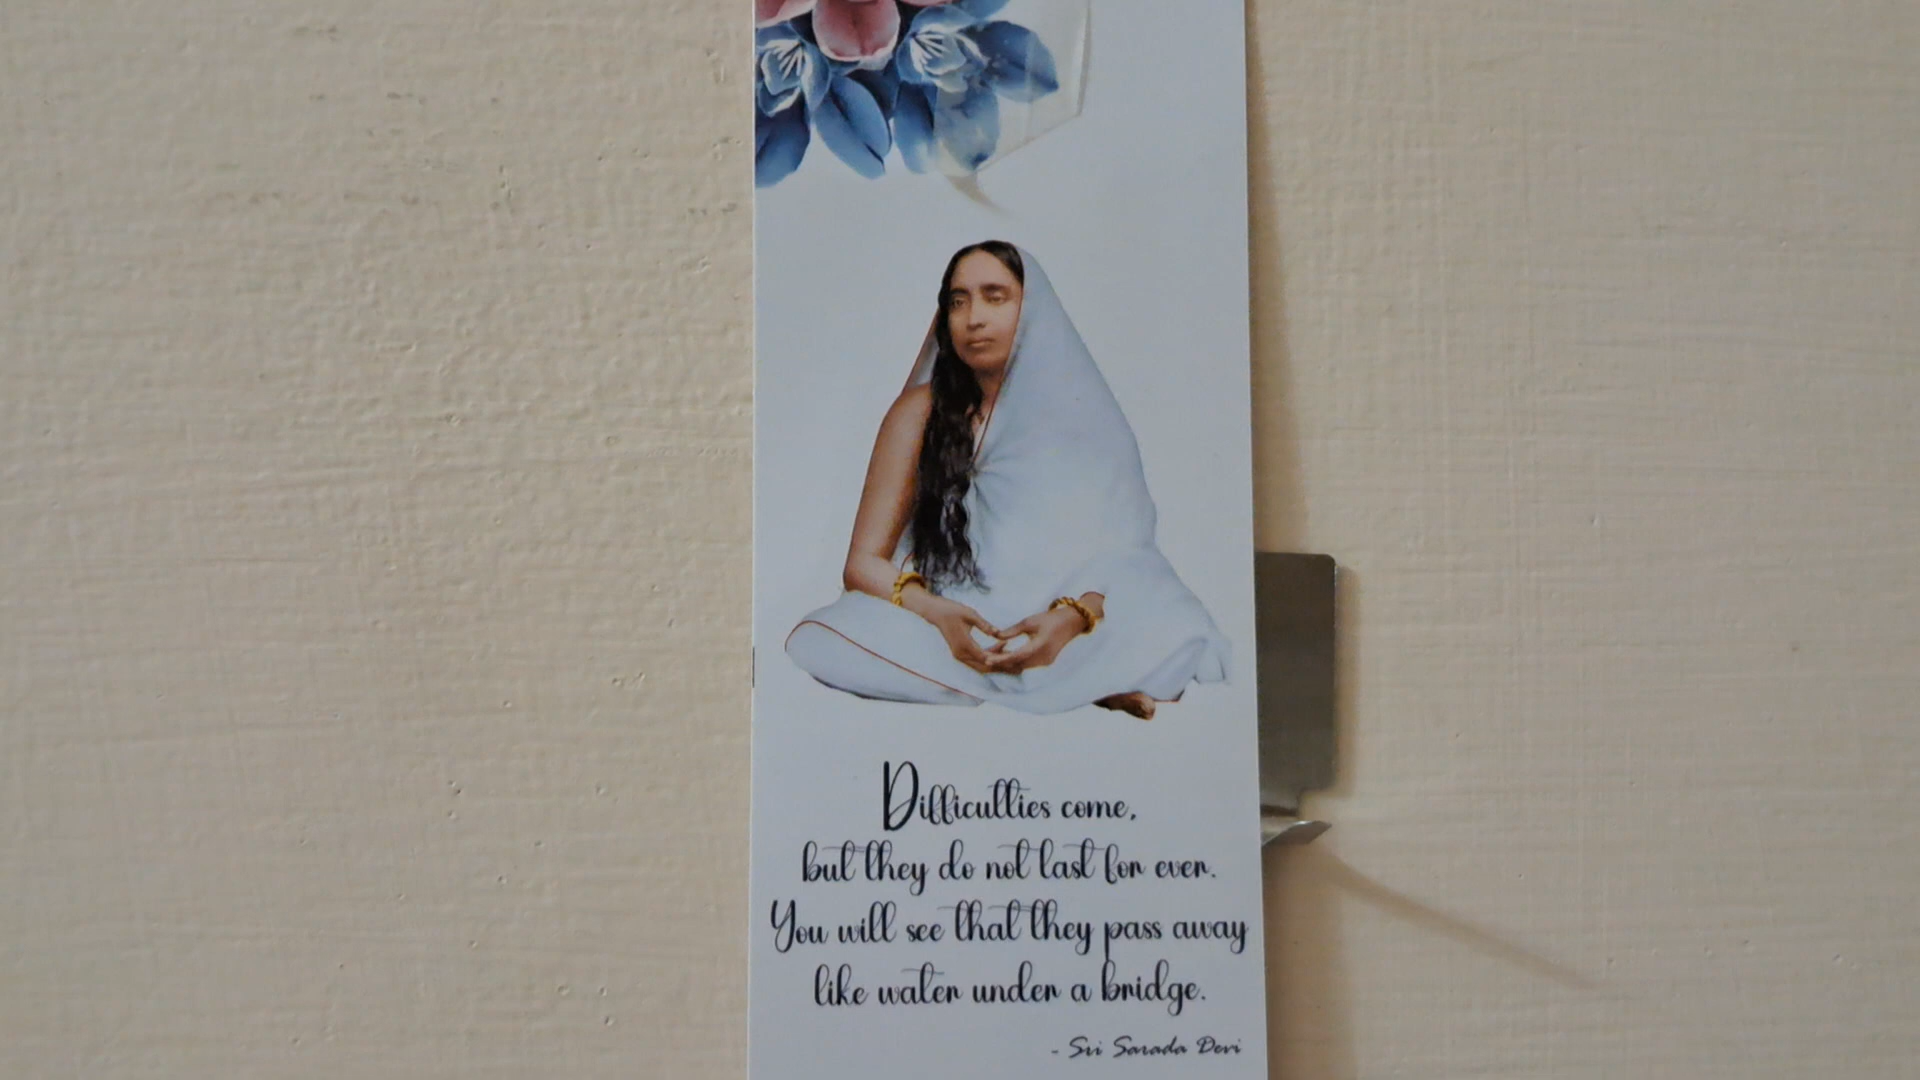 Difficulties come,
but they do not last for ever.
You will see that they pass away
like water under a bridge.
- Sri Sarada Devi